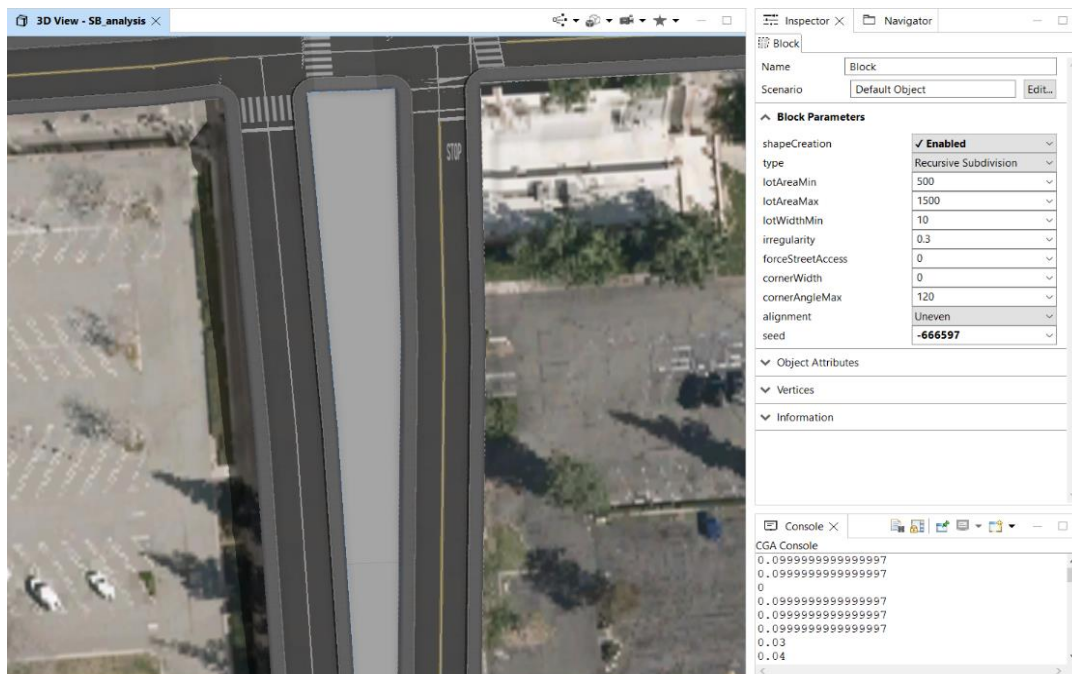 3D View - SB_analysis
STOP
Inspector
Navigator
Block
Name Block
Scenario Default Object Edit...
Block Parameters
shapeCreation ✓ Enabled
type Recursive Subdivision
lotAreaMin 500
lotAreaMax 1500
lotWidthMin 10
irregularity 0.3
forceStreetAccess 0
cornerWidth 0
cornerAngleMax 120
alignment Uneven
seed -666597
Object Attributes
Vertices
Information
Console
CGA Console
0.0999999999999997
0.0999999999999997
0
0.0999999999999997
0.0999999999999997
0.0999999999999997
0.03
0.04